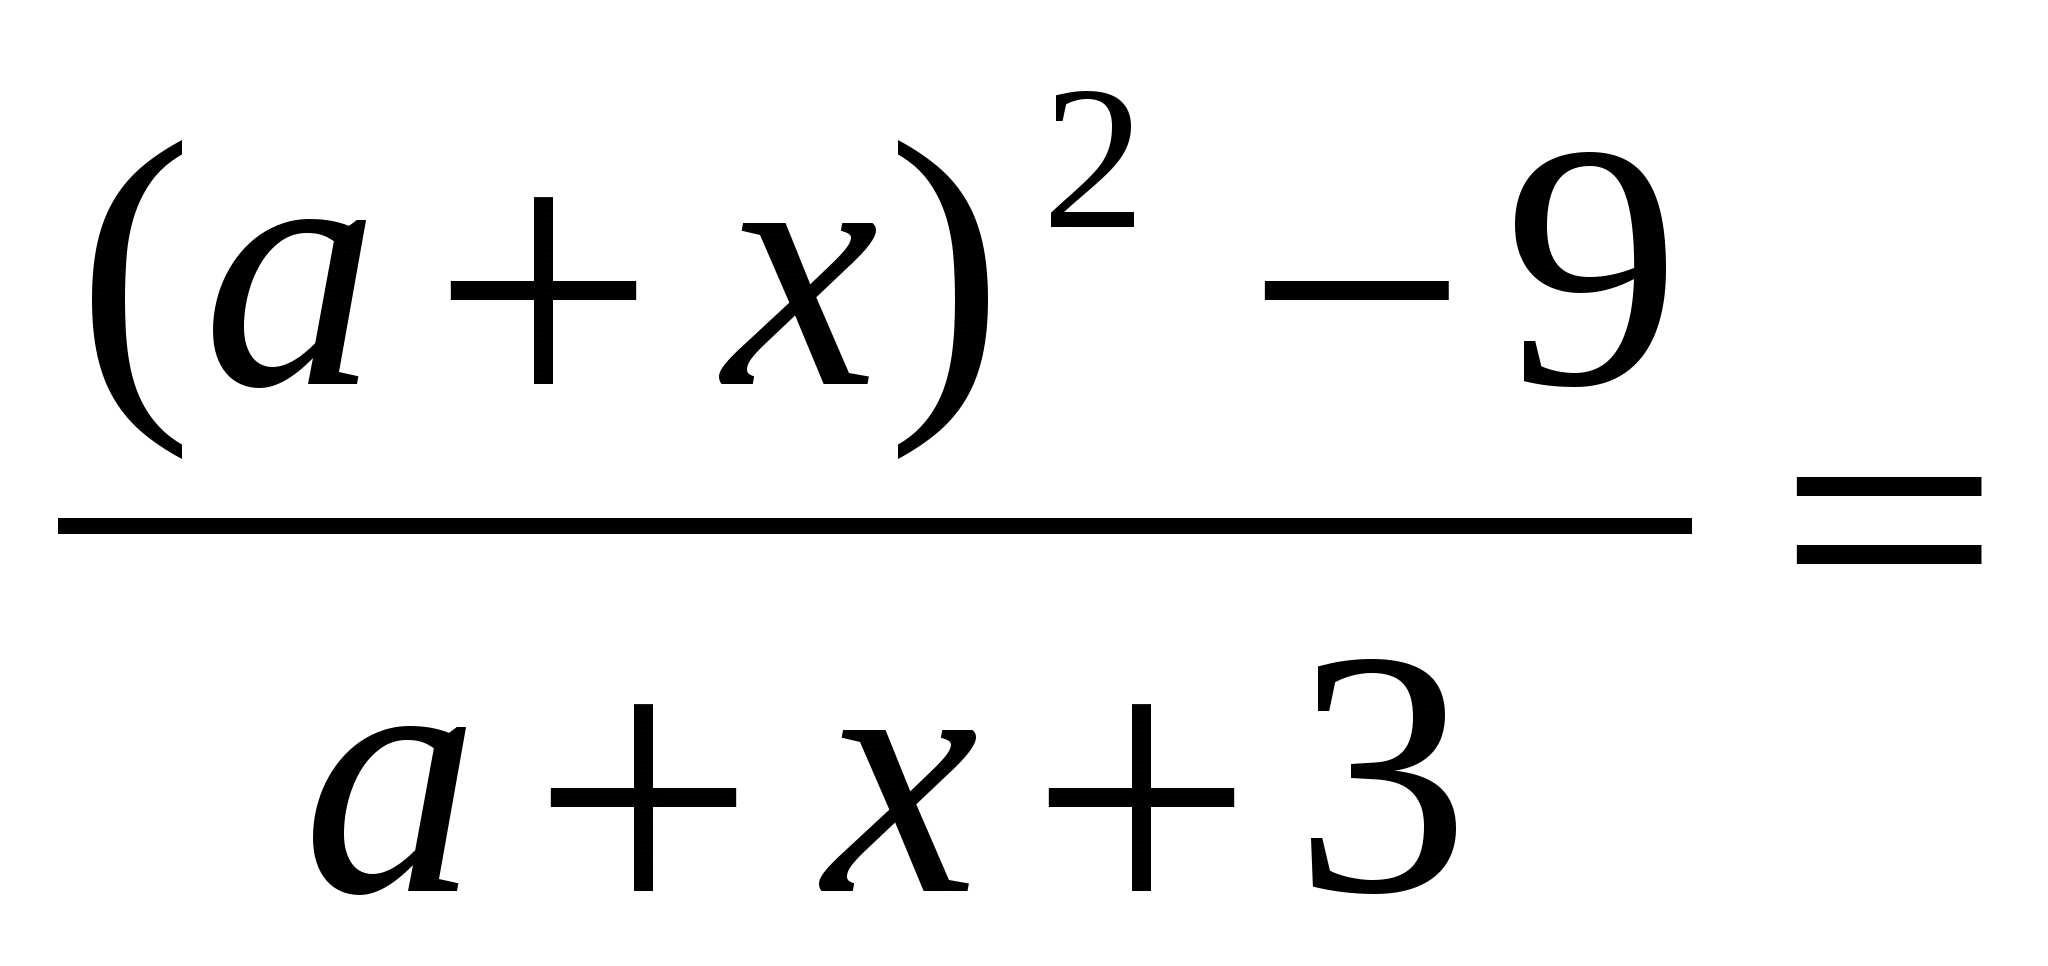 (a + x)² − 9
=
a + x + 3